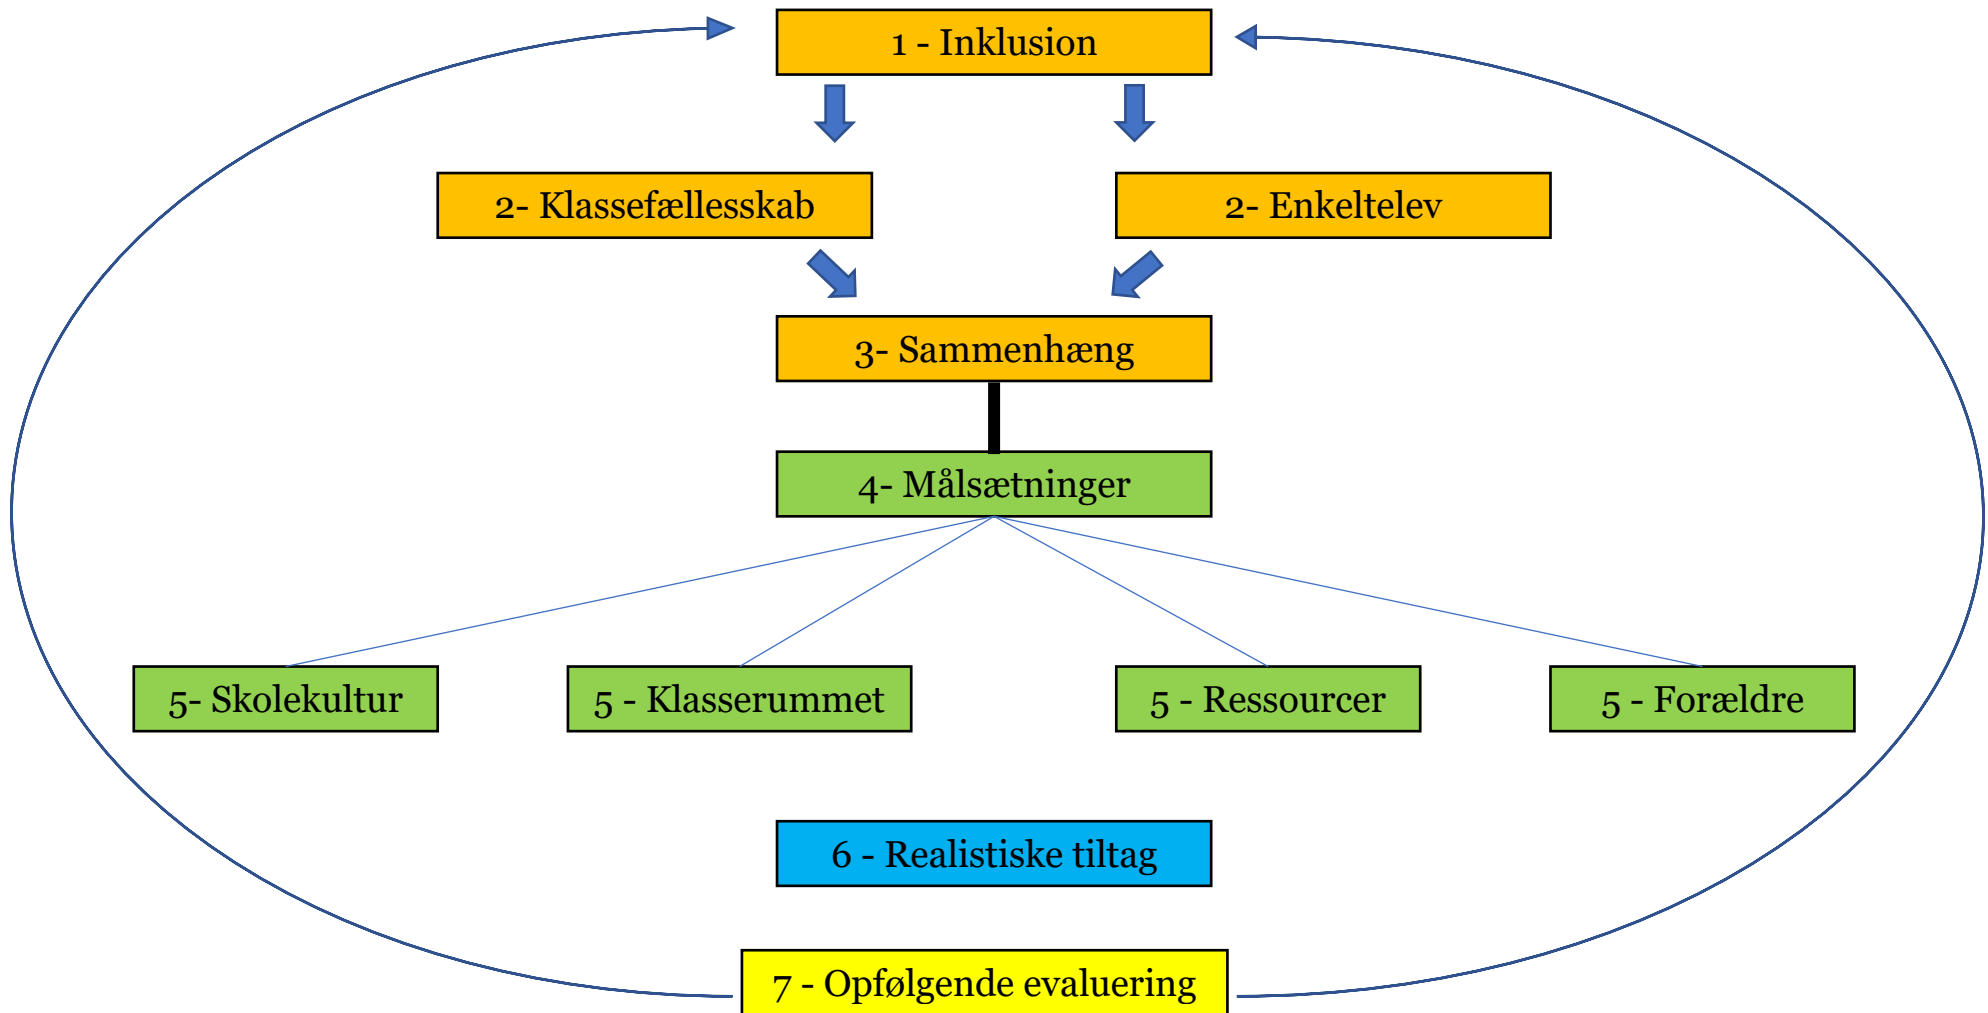 1 - Inklusion
2- Klassefællesskab
2- Enkeltelev
3- Sammenhæng
4- Målsætninger
5- Skolekultur
5 - Klasserummet
5 - Ressourcer
5 - Forældre
6 - Realistiske tiltag
7 - Opfølgende evaluering